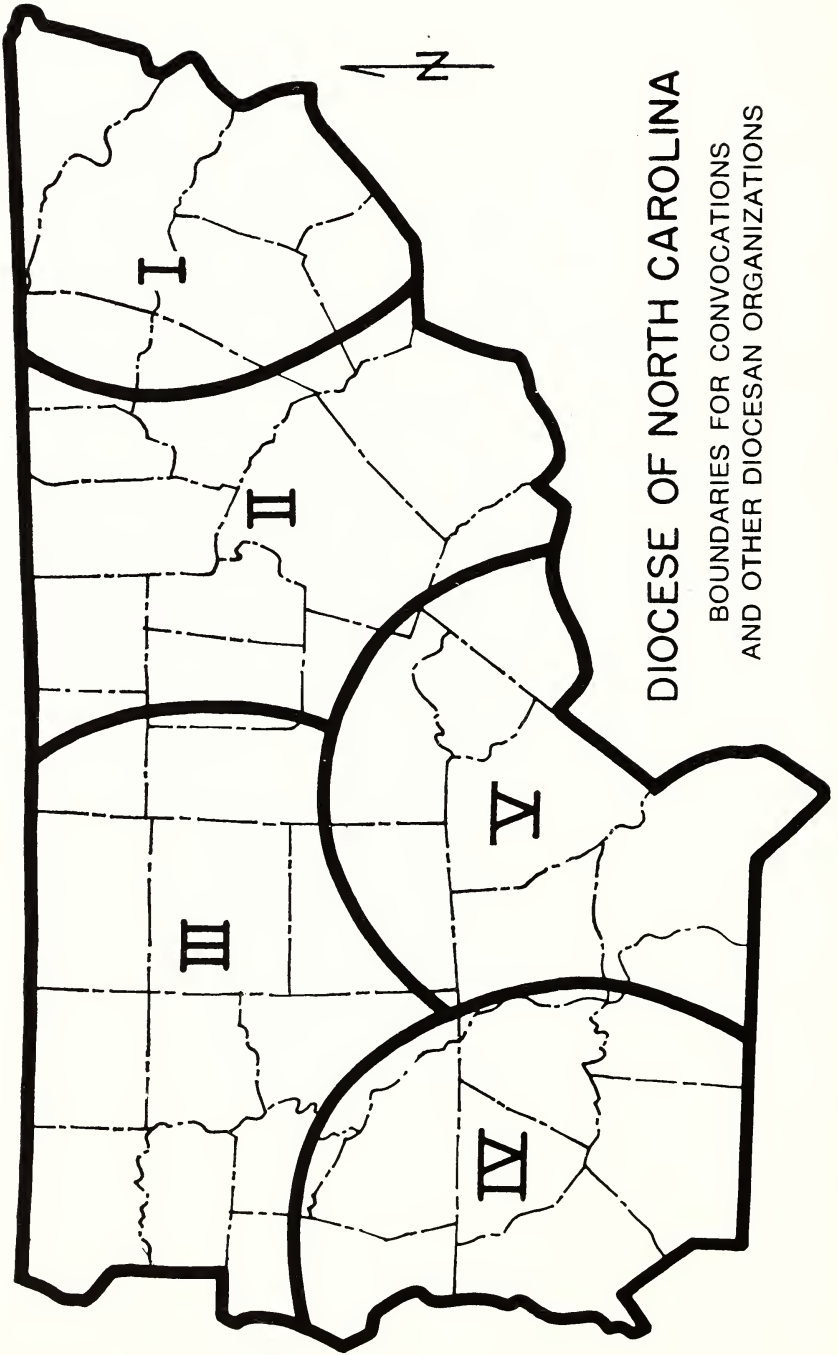 N
I
II
III
IV
V
DIOCESE OF NORTH CAROLINA
BOUNDARIES FOR CONVOCATIONS
AND OTHER DIOCESAN ORGANIZATIONS